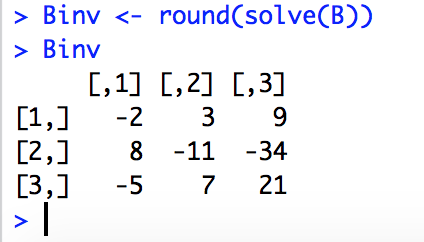 > Binv <- round(solve(B))
> Binv
     [,1] [,2] [,3]
[1,]   -2    3    9
[2,]    8  -11  -34
[3,]   -5    7   21
>